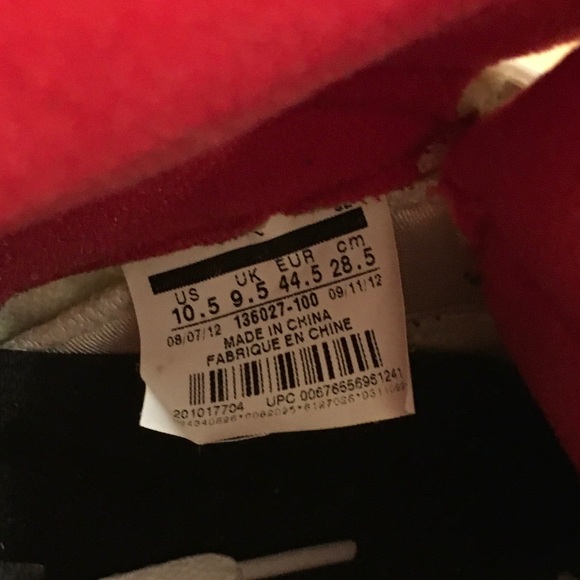 US UK EUR cm
10.5 9.5 44.5 28.5
08/07/12 136027-100 09/11/12
MADE IN CHINA
FABRIQUE EN CHINE
201017704 UPC 00676556961241